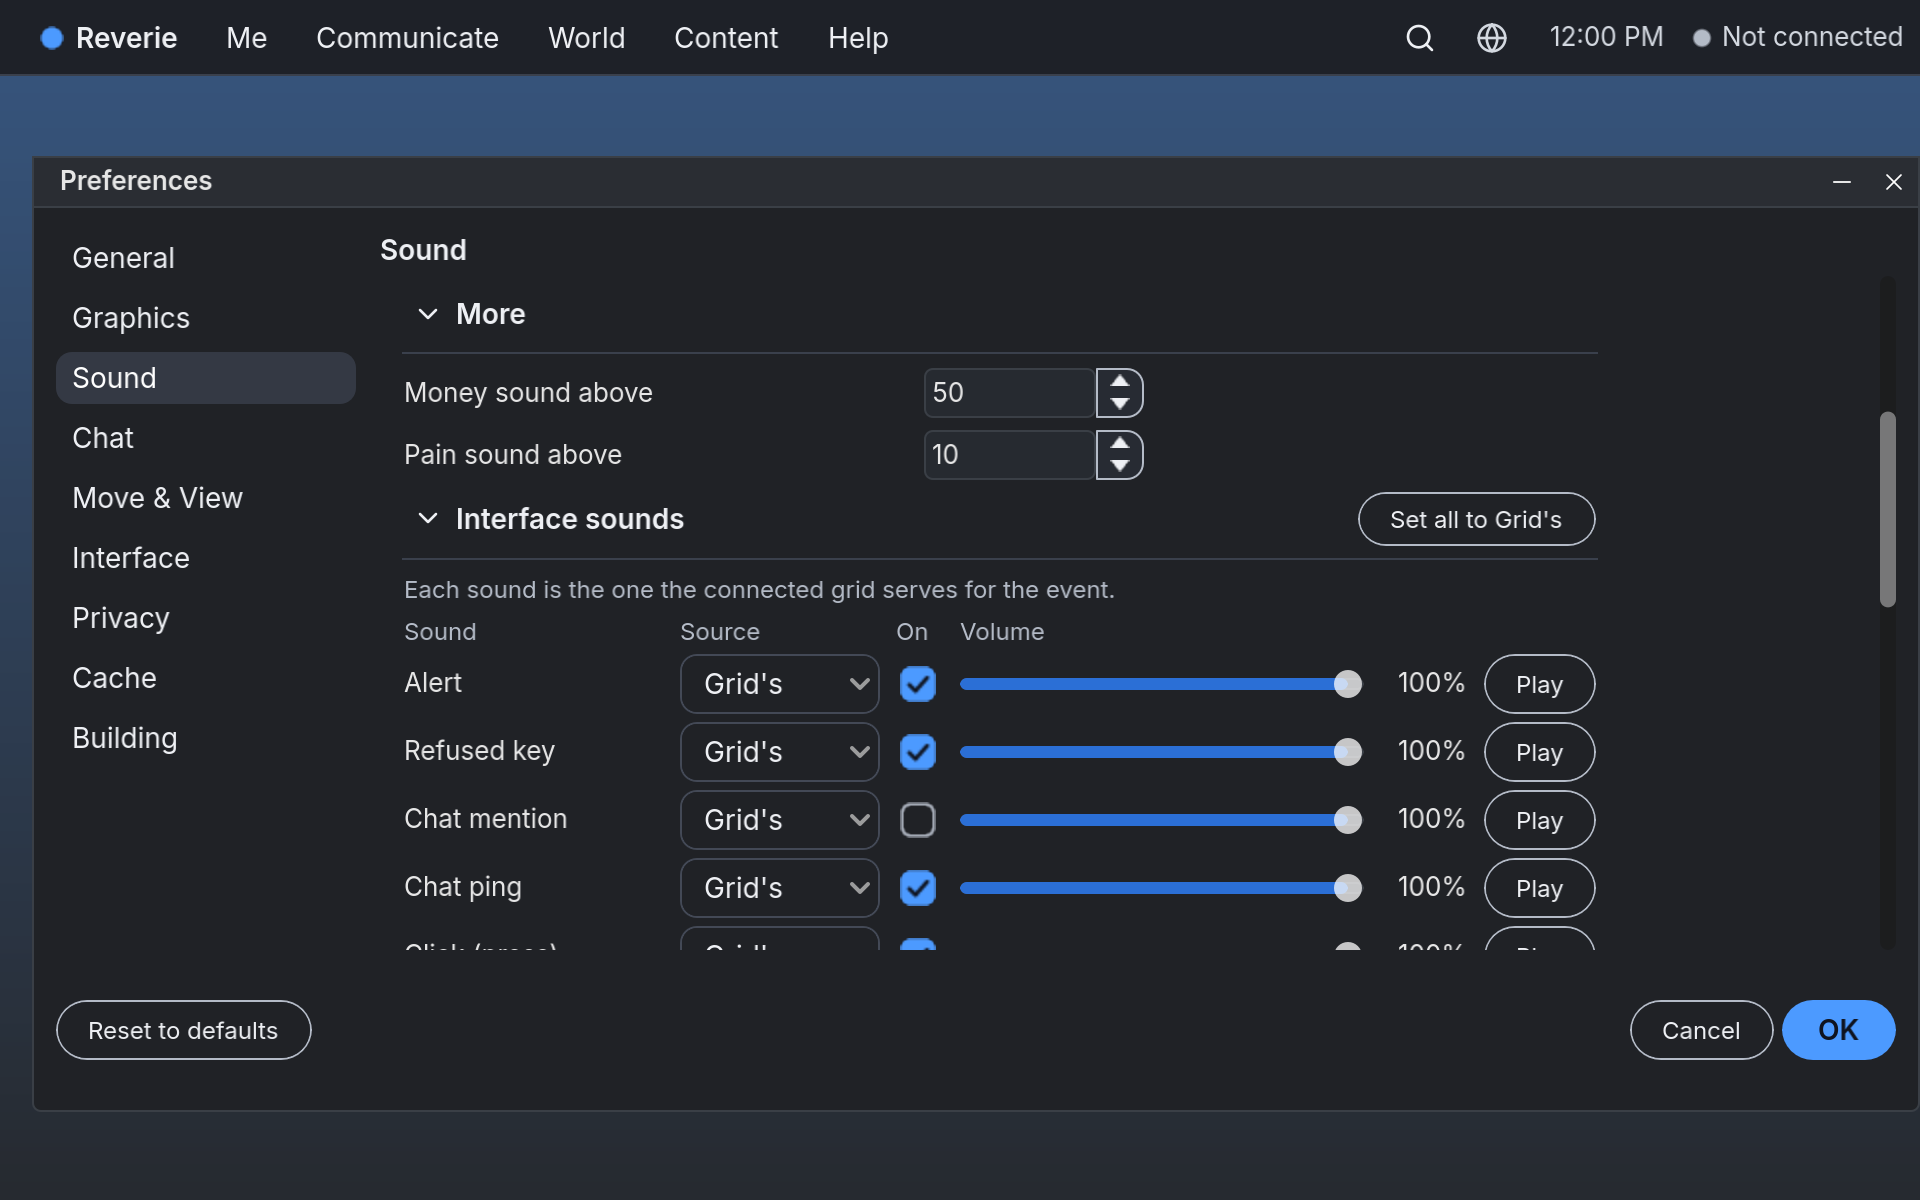 Reverie Me Communicate World Content Help 12:00 PM Not connected
Preferences
General
Graphics
Sound
Chat
Move & View
Interface
Privacy
Cache
Building
Sound
More
Money sound above 50
Pain sound above 10
Interface sounds Set all to Grid's
Each sound is the one the connected grid serves for the event.
Sound Source On Volume
Alert Grid's 100% Play
Refused key Grid's 100% Play
Chat mention Grid's 100% Play
Chat ping Grid's 100% Play
Reset to defaults Cancel OK